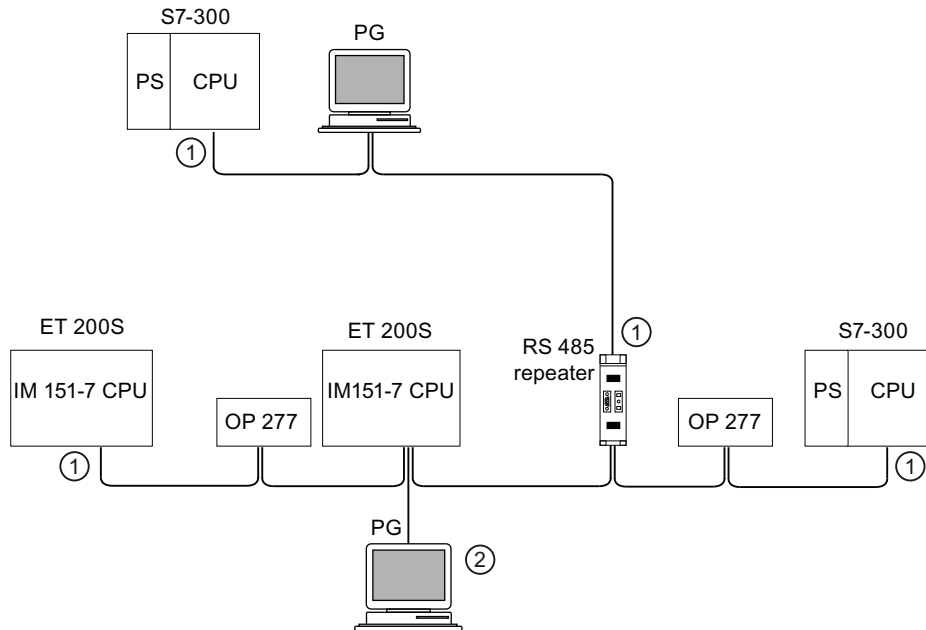 S7-300
PG
PS
CPU
①
ET 200S
ET 200S
RS 485
repeater
①
S7-300
IM 151-7 CPU
OP 277
IM151-7 CPU
OP 277
PS
CPU
①
①
PG
②